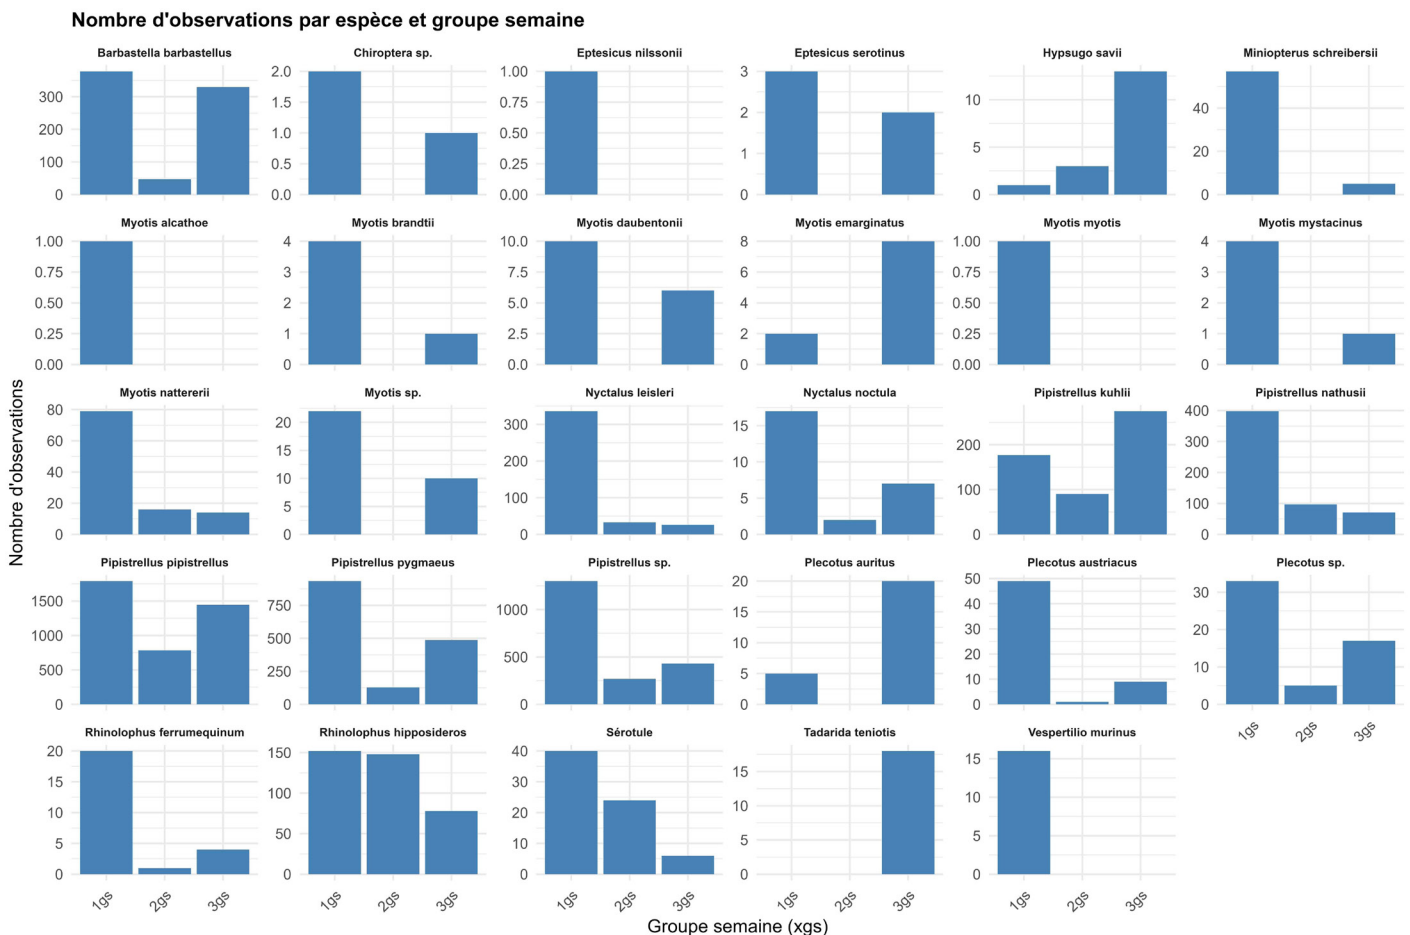 Nombre d'observations par espèce et groupe semaine
Barbastella barbastellus
Chiroptera sp.
Eptesicus nilssonii
Eptesicus serotinus
Hypsugo savii
Miniopterus schreibersii
300
200
100
0
2.0
1.5
1.0
0.5
0.0
1.00
0.75
0.50
0.25
0.00
3
2
1
0
10
5
0
40
20
0
Myotis alcathoe
Myotis brandtii
Myotis daubentonii
Myotis emarginatus
Myotis myotis
Myotis mystacinus
1.00
0.75
0.50
0.25
0.00
4
3
2
1
0
10.0
7.5
5.0
2.5
0.0
8
6
4
2
0
1.00
0.75
0.50
0.25
0.00
4
3
2
1
0
Nombre d'observations
Myotis nattererii
Myotis sp.
Nyctalus leisleri
Nyctalus noctula
Pipistrellus kuhlii
Pipistrellus nathusii
80
60
40
20
0
20
15
10
5
0
300
200
100
0
15
10
5
0
200
100
0
400
300
200
100
0
Pipistrellus pipistrellus
Pipistrellus pygmaeus
Pipistrellus sp.
Plecotus auritus
Plecotus austriacus
Plecotus sp.
1500
1000
500
0
750
500
250
0
1000
500
0
20
15
10
5
0
50
40
30
20
10
0
30
20
10
0
1gs
2gs
3gs
Rhinolophus ferrumequinum
Rhinolophus hipposideros
Sérotule
Tadarida teniotis
Vespertilio murinus
20
15
10
5
0
150
100
50
0
40
30
20
10
0
15
10
5
0
15
10
5
0
1gs
2gs
3gs
1gs
2gs
3gs
1gs
2gs
3gs
1gs
2gs
3gs
1gs
2gs
3gs
Groupe semaine (xgs)